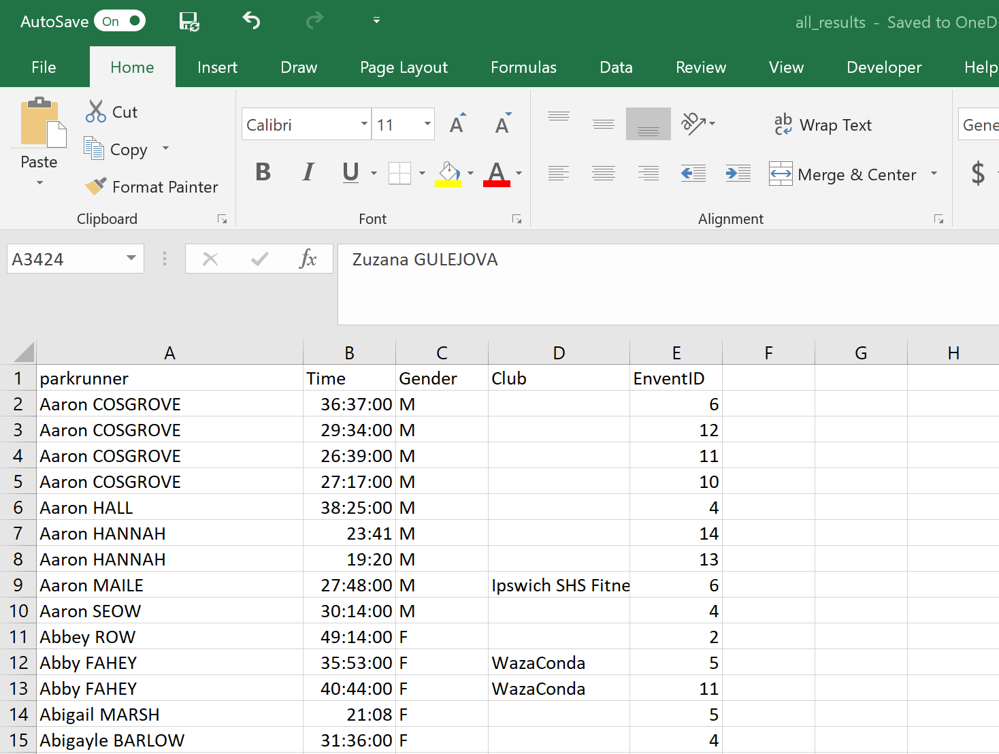 AutoSave On all_results - Saved to OneD
File Home Insert Draw Page Layout Formulas Data Review View Developer Help
Paste
Cut
Copy
Format Painter
Clipboard
Calibri 11 A A
B I U A
Font
ab
ab c Wrap Text
Merge & Center
Alignment
Gene
$
A3424 fx Zuzana GULEJOVA
A B C D E F G H
1 parkrunner Time Gender Club EnventID
2 Aaron COSGROVE 36:37:00 M 6
3 Aaron COSGROVE 29:34:00 M 12
4 Aaron COSGROVE 26:39:00 M 11
5 Aaron COSGROVE 27:17:00 M 10
6 Aaron HALL 38:25:00 M 4
7 Aaron HANNAH 23:41 M 14
8 Aaron HANNAH 19:20 M 13
9 Aaron MAILE 27:48:00 M Ipswich SHS Fitne 6
10 Aaron SEOW 30:14:00 M 4
11 Abbey ROW 49:14:00 F 2
12 Abby FAHEY 35:53:00 F WazaConda 5
13 Abby FAHEY 40:44:00 F WazaConda 11
14 Abigail MARSH 21:08 F 5
15 Abigayle BARLOW 31:36:00 F 4